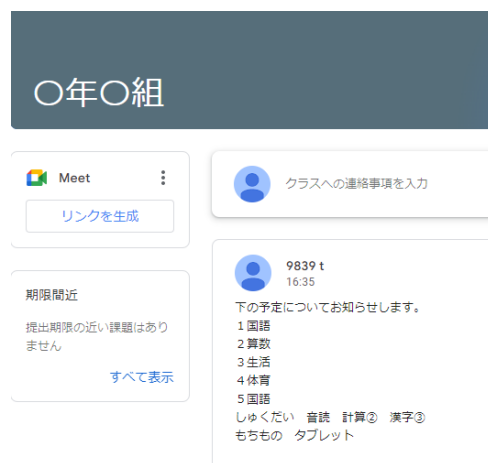 〇年〇組
Meet
リンクを生成
期限間近
提出期限の近い課題はあり
ません
すべて表示
クラスへの連絡事項を入力
9839 t
16:35
下の予定についてお知らせします。
1国語
2算数
3生活
4体育
5国語
しゅくだい　音読　計算②　漢字③
もちもの　タブレット